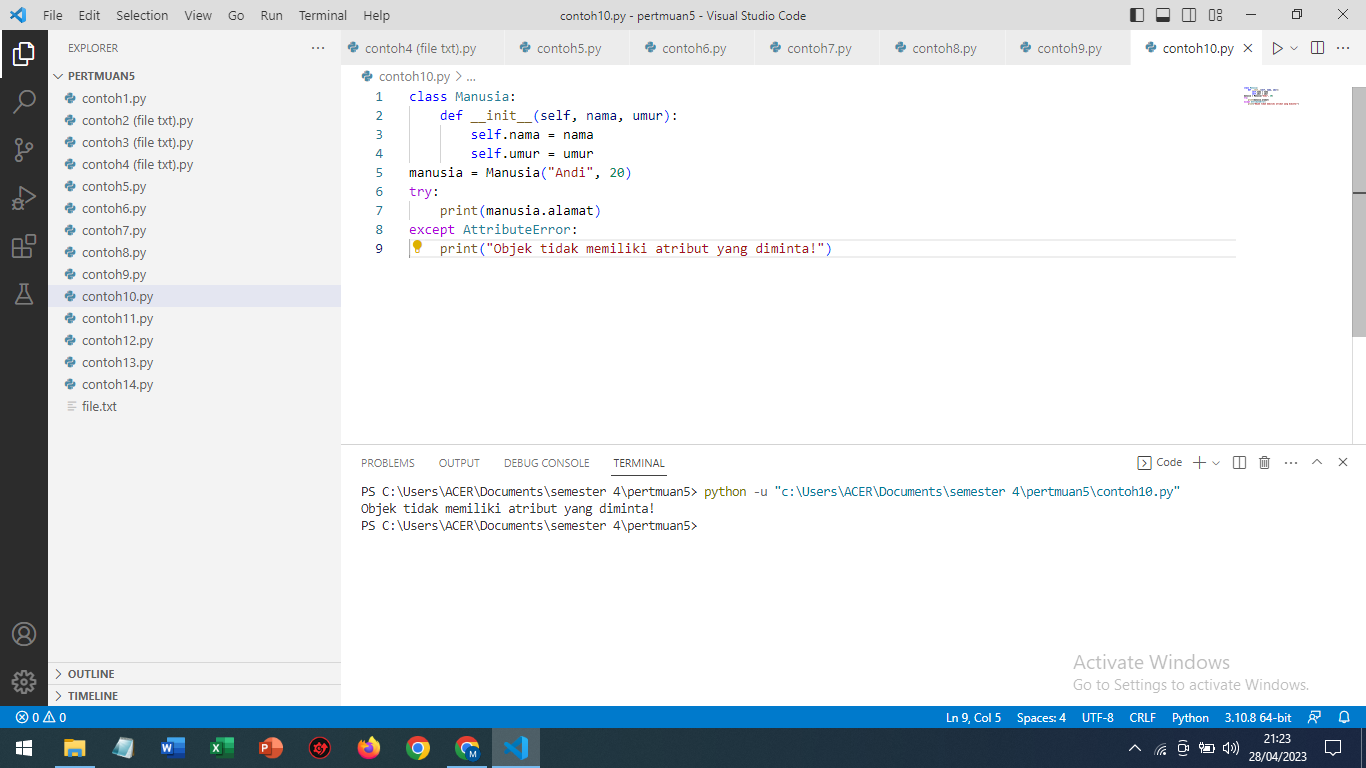 File Edit Selection View Go Run Terminal Help
contoh10.py - pertmuan5 - Visual Studio Code
EXPLORER
PERTMUAN5
contoh1.py
contoh2 (file txt).py
contoh3 (file txt).py
contoh4 (file txt).py
contoh5.py
contoh6.py
contoh7.py
contoh8.py
contoh9.py
contoh10.py
contoh11.py
contoh12.py
contoh13.py
contoh14.py
file.txt
OUTLINE
TIMELINE
contoh4 (file txt).py contoh5.py contoh6.py contoh7.py contoh8.py contoh9.py contoh10.py
contoh10.py > ...
1 class Manusia:
2 def __init__(self, nama, umur):
3 self.nama = nama
4 self.umur = umur
5 manusia = Manusia("Andi", 20)
6 try:
7 print(manusia.alamat)
8 except AttributeError:
9 print("Objek tidak memiliki atribut yang diminta!")
PROBLEMS OUTPUT DEBUG CONSOLE TERMINAL
Code
PS C:\Users\ACER\Documents\semester 4\pertmuan5> python -u "c:\Users\ACER\Documents\semester 4\pertmuan5\contoh10.py"
Objek tidak memiliki atribut yang diminta!
PS C:\Users\ACER\Documents\semester 4\pertmuan5>
Activate Windows
Go to Settings to activate Windows.
0 0
Ln 9, Col 5 Spaces: 4 UTF-8 CRLF Python 3.10.8 64-bit
21:23
28/04/2023